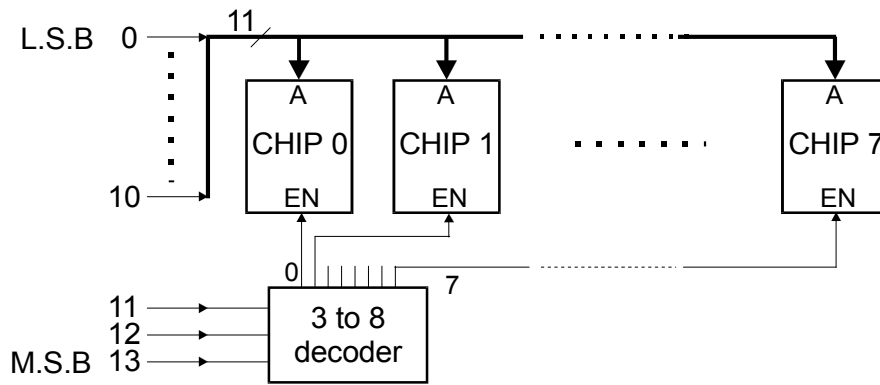 11
L.S.B 0
A A A
CHIP 0 CHIP 1 CHIP 7
10 EN EN EN
0 7
11
12
3 to 8
decoder
M.S.B 13